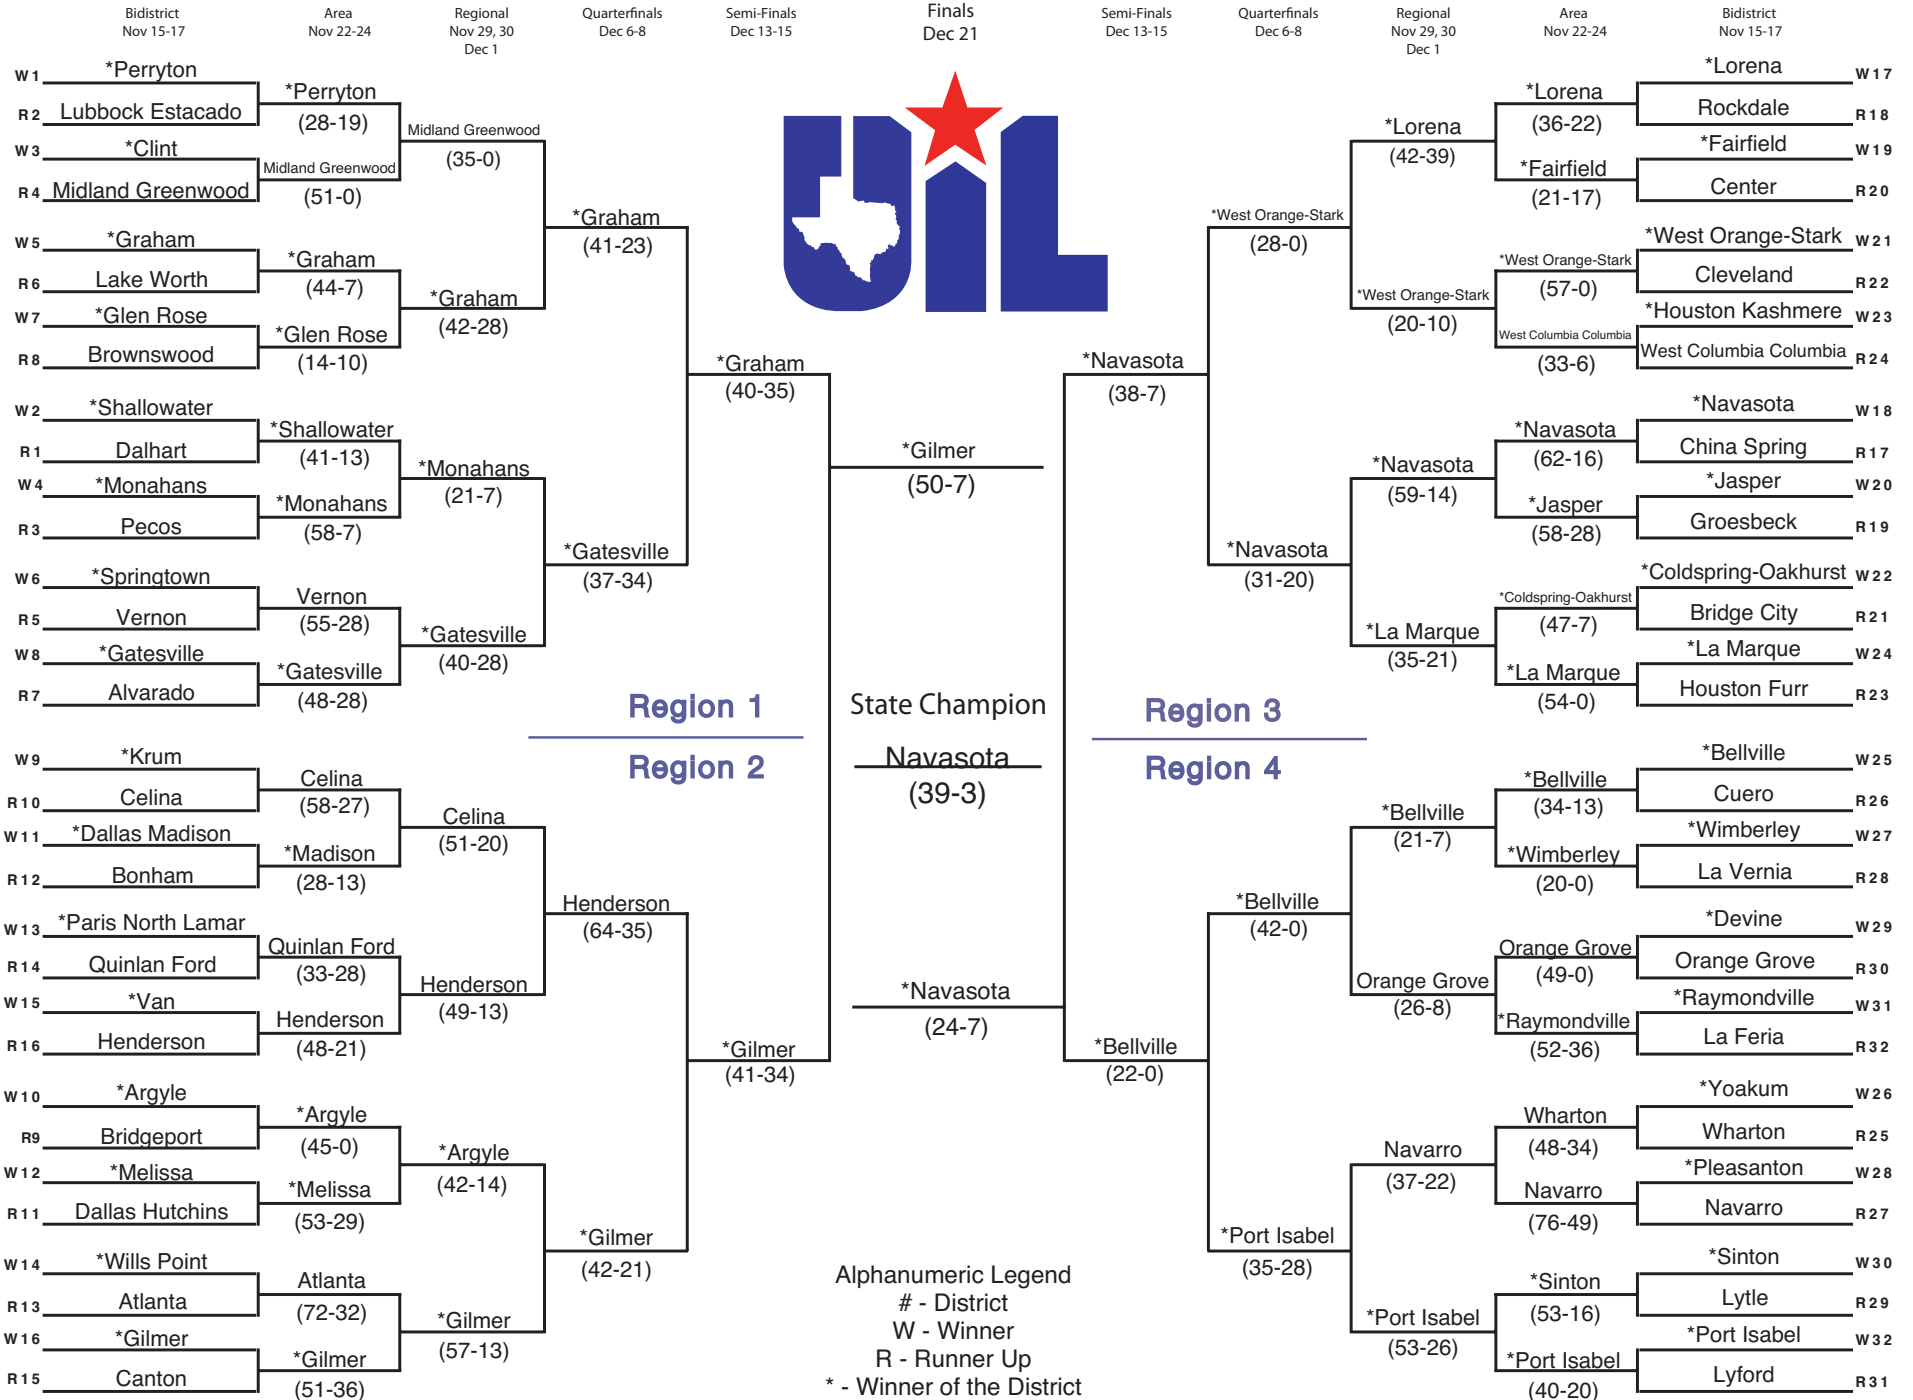 Bidistrict
Nov 15-17
Area
Nov 22-24
Regional
Nov 29, 30
Dec 1
Quarterfinals
Dec 6-8
Semi-Finals
Dec 13-15
Finals
Dec 21
Semi-Finals
Dec 13-15
Quarterfinals
Dec 6-8
Regional
Nov 29, 30
Dec 1
Area
Nov 22-24
Bidistrict
Nov 15-17
W1 *Perryton
R2 Lubbock Estacado
W3 *Clint
R4 Midland Greenwood
W5 *Graham
R6 Lake Worth
W7 *Glen Rose
R8 Brownswood
W2 *Shallowater
R1 Dalhart
W4 *Monahans
R3 Pecos
W6 *Springtown
R5 Vernon
W8 *Gatesville
R7 Alvarado
W9 *Krum
R10 Celina
W11 *Dallas Madison
R12 Bonham
W13 *Paris North Lamar
R14 Quinlan Ford
W15 *Van
R16 Henderson
W10 *Argyle
R9 Bridgeport
W12 *Melissa
R11 Dallas Hutchins
W14 *Wills Point
R13 Atlanta
W16 *Gilmer
R15 Canton
*Perryton
(28-19)
Midland Greenwood
(51-0)
*Graham
(44-7)
*Glen Rose
(14-10)
*Shallowater
(41-13)
*Monahans
(58-7)
Vernon
(55-28)
*Gatesville
(48-28)
Celina
(58-27)
*Madison
(28-13)
Quinlan Ford
(33-28)
Henderson
(48-21)
*Argyle
(45-0)
*Melissa
(53-29)
Atlanta
(72-32)
*Gilmer
(51-36)
Midland Greenwood
(35-0)
*Graham
(42-28)
*Monahans
(21-7)
*Gatesville
(40-28)
Celina
(51-20)
Henderson
(49-13)
*Argyle
(42-14)
*Gilmer
(57-13)
*Graham
(41-23)
*Gatesville
(37-34)
Henderson
(64-35)
*Gilmer
(42-21)
*Graham
(40-35)
*Gilmer
(41-34)
Region 1
Region 2
UIL
*Gilmer
(50-7)
State Champion
Navasota
(39-3)
*Navasota
(24-7)
Alphanumeric Legend
# - District
W - Winner
R - Runner Up
* - Winner of the District
Region 3
Region 4
*Navasota
(38-7)
*Bellville
(22-0)
*West Orange-Stark
(28-0)
*Navasota
(31-20)
*Bellville
(42-0)
*Port Isabel
(35-28)
*Lorena
(42-39)
*West Orange-Stark
(20-10)
*Navasota
(59-14)
*La Marque
(35-21)
*Bellville
(21-7)
Orange Grove
(26-8)
Navarro
(37-22)
*Port Isabel
(53-26)
*Lorena
(36-22)
*Fairfield
(21-17)
*West Orange-Stark
(57-0)
West Columbia Columbia
(33-6)
*Navasota
(62-16)
*Jasper
(58-28)
*Coldspring-Oakhurst
(47-7)
*La Marque
(54-0)
*Bellville
(34-13)
*Wimberley
(20-0)
Orange Grove
(49-0)
*Raymondville
(52-36)
Wharton
(48-34)
Navarro
(76-49)
*Sinton
(53-16)
*Port Isabel
(40-20)
*Lorena W17
Rockdale R18
*Fairfield W19
Center R20
*West Orange-Stark W21
Cleveland R22
*Houston Kashmere W23
West Columbia Columbia R24
*Navasota W18
China Spring R17
*Jasper W20
Groesbeck R19
*Coldspring-Oakhurst W22
Bridge City R21
*La Marque W24
Houston Furr R23
*Bellville W25
Cuero R26
*Wimberley W27
La Vernia R28
*Devine W29
Orange Grove R30
*Raymondville W31
La Feria R32
*Yoakum W26
Wharton R25
*Pleasanton W28
Navarro R27
*Sinton W30
Lytle R29
*Port Isabel W32
Lyford R31